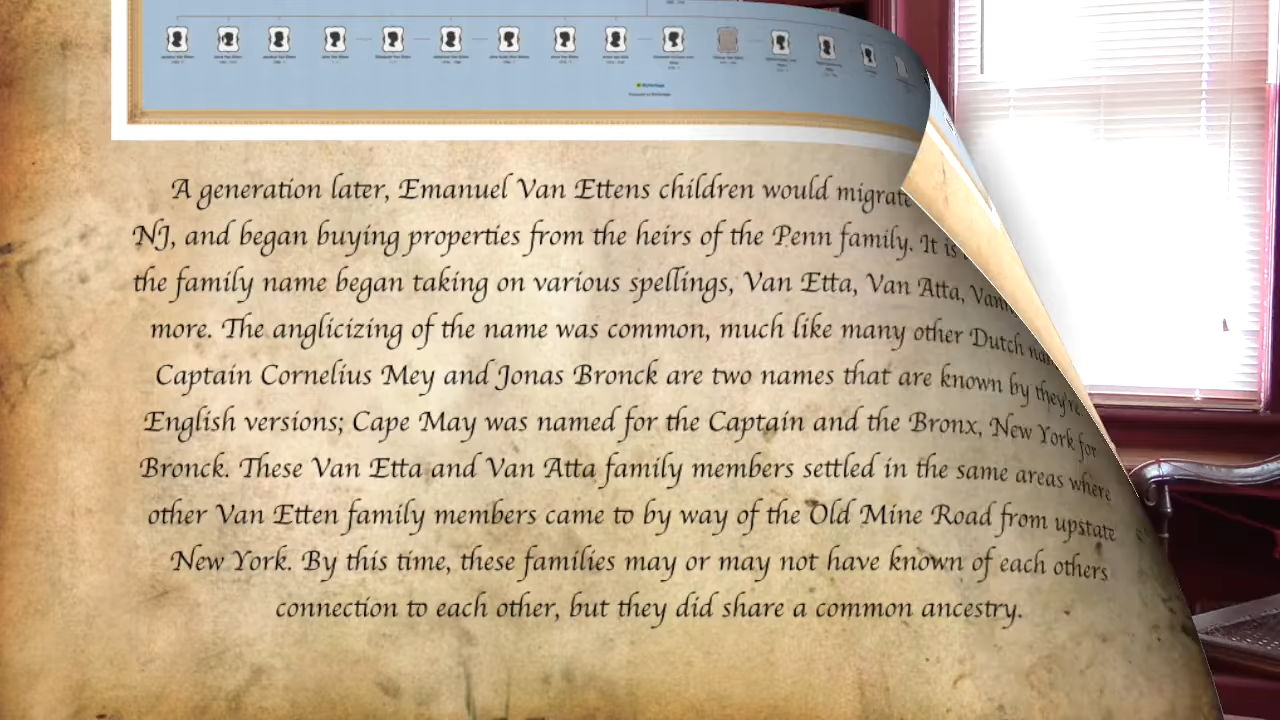 MyHeritage
A generation later, Emanuel Van Ettens children would migrate
NJ, and began buying properties from the heirs of the Penn family. It is
the family name began taking on various spellings, Van Etta, Van Atta,
more. The anglicizing of the name was common, much like many other Dutch
Captain Cornelius Mey and Jonas Bronck are two names that are known by they're
English versions; Cape May was named for the Captain and the Bronx, New York for
Bronck. These Van Etta and Van Atta family members settled in the same areas where
other Van Etten family members came to by way of the Old Mine Road from upstate
New York. By this time, these families may or may not have known of each others
connection to each other, but they did share a common ancestry.